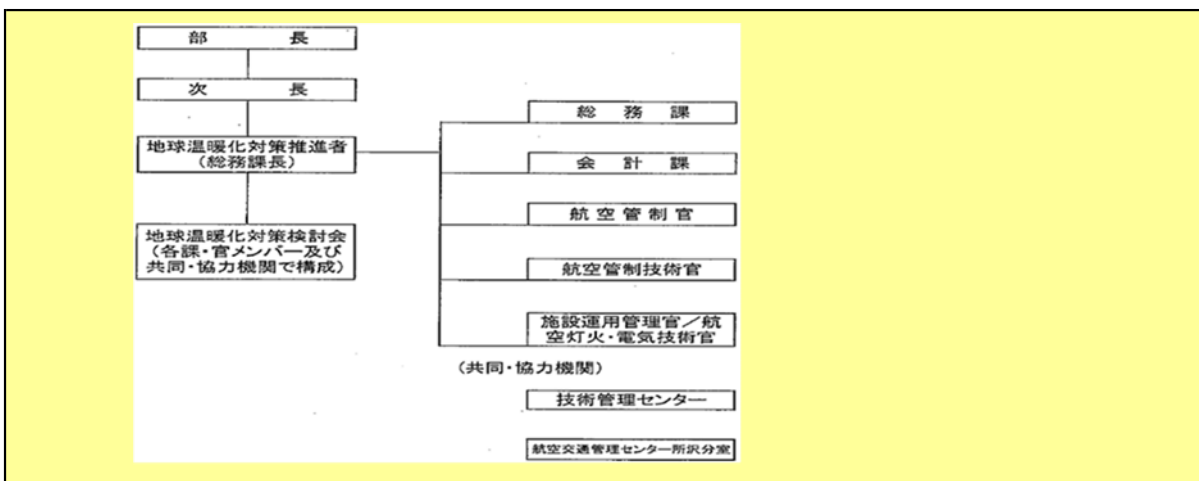 部長
次長
地球温暖化対策推進者
(総務課長)
地球温暖化対策検討会
(各課・官メンバー及び
共同・協力機関で構成)
総務課
会計課
航空管制官
航空管制技術官
施設運用管理官/航
空灯火・電気技術官
(共同・協力機関)
技術管理センター
航空交通管理センター所沢分室